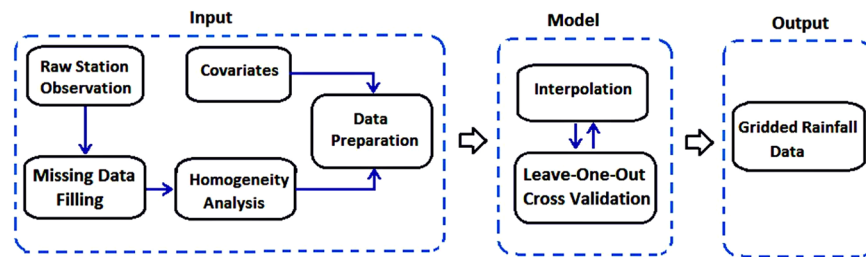 Input
Model
Output
Raw Station
Observation
Covariates
Data
Preparation
Missing Data
Filling
Homogeneity
Analysis
Interpolation
Leave-One-Out
Cross Validation
Gridded Rainfall
Data